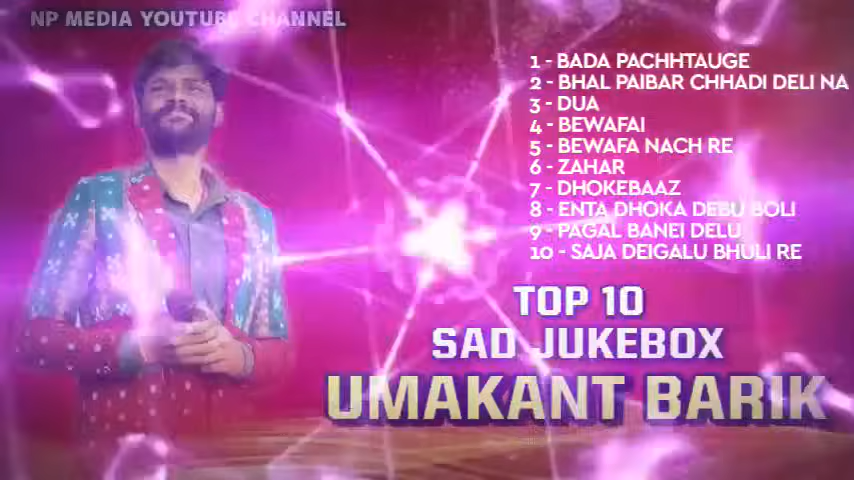 NP MEDIA YOUTUBE CHANNEL
1 - BADA PACHHTAUGE
2 - BHAL PAIBAR CHHADI DELI NA
3 - DUA
4 - BEWAFAI
5 - BEWAFA NACH RE
6 - ZAHAR
7 - DHOKEBAAZ
8 - ENTA DHOKA DEBU BOLI
9 - PAGAL BANEI DELU
10 - SAJA DEIGALU BHULI RE
TOP 10
SAD JUKEBOX
UMAKANT BARIK